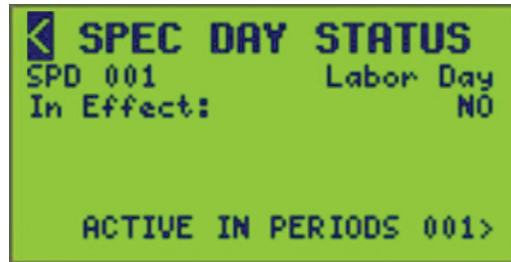 < SPEC DAY STATUS
SPD 001 Labor Day
In Effect: NO
ACTIVE IN PERIODS 001>